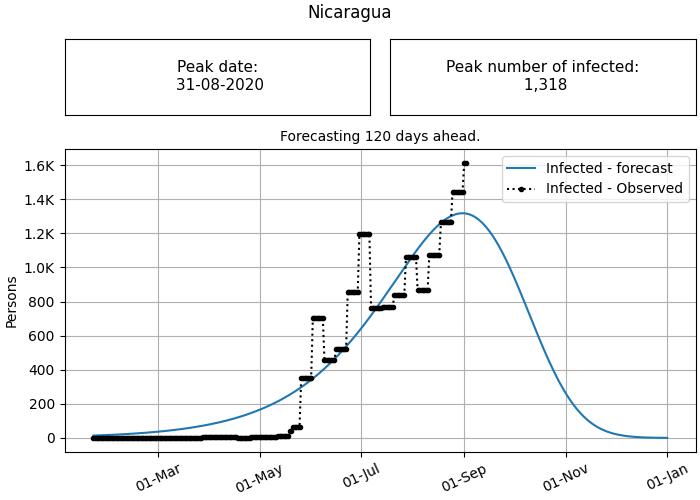 Nicaragua
Peak date:
31-08-2020
Peak number of infected:
1,318
Forecasting 120 days ahead.
Infected - forecast
Infected - Observed
Persons
1.6K
1.4K
1.2K
1.0K
800
600
400
200
0
01-Mar
01-May
01-Jul
01-Sep
01-Nov
01-Jan